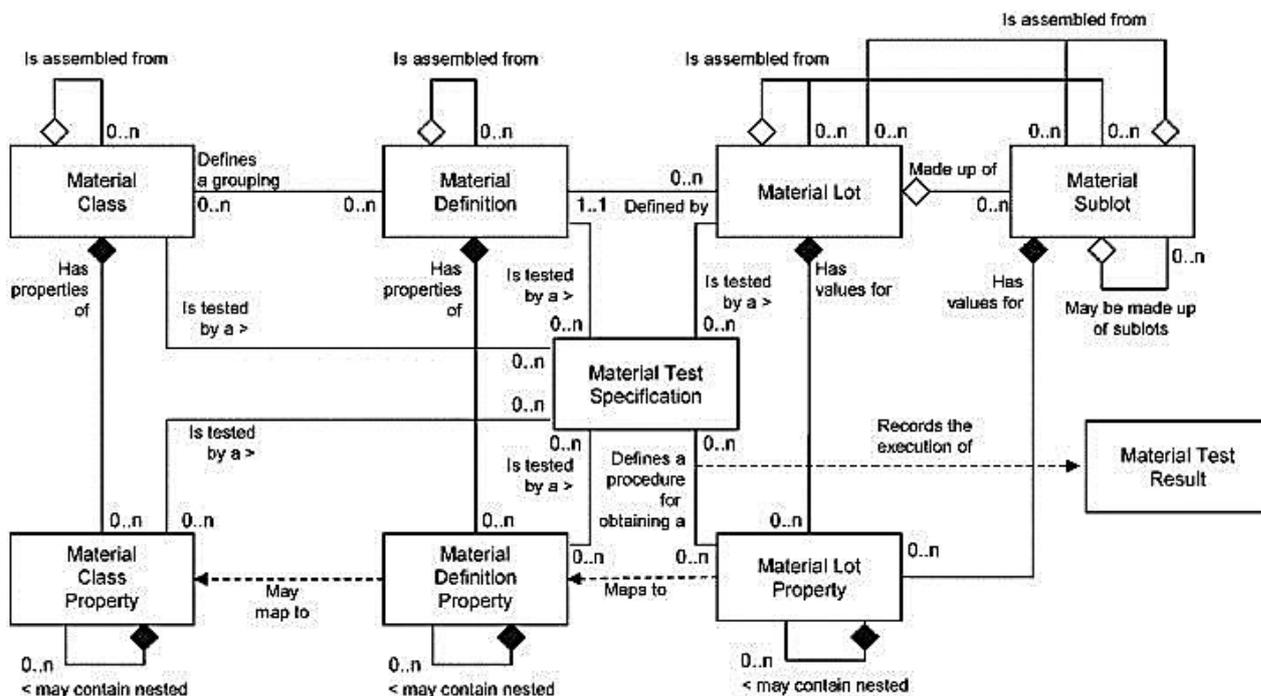 Is assembled from
Is assembled from
Is assembled from
Is assembled from
0..n
0..n
0..n
0..n
0..n
0..n
Material
Class
Defines
a grouping
0..n
0..n
Material
Definition
1..1
0..n
Defined by
Material Lot
Made up of
0..n
Material
Sublot
Has
properties
of
Is tested
by a >
Has
properties
of
Is tested
by a >
0..n
Is tested
by a >
0..n
Has
values for
Has
values for
0..n
May be made up
of sublots
0..n
0..n
Material Test
Specification
Is tested
by a >
0..n
Is tested
by a >
0..n
Defines a
procedure
for
obtaining a
Records the
execution of
Material Test
Result
0..n
0..n
0..n
0..n
0..n
0..n
0..n
Material
Class
Property
May
map to
Material
Definition
Property
Maps to
Material Lot
Property
0..n
0..n
0..n
< may contain nested
< may contain nested
< may contain nested